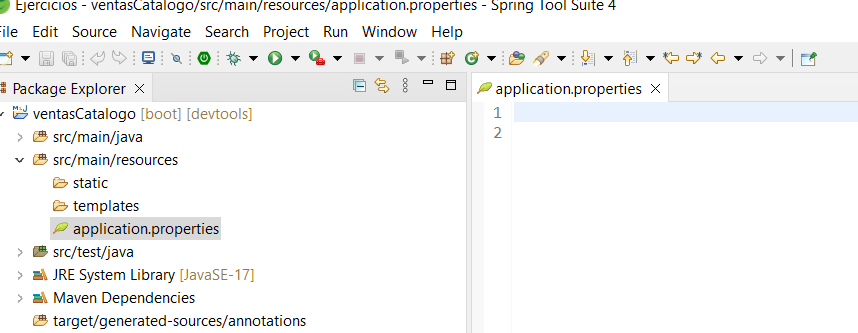 Ejercicios - ventasCatalogo/src/main/resources/application.properties - Spring Tool Suite 4
File Edit Source Navigate Search Project Run Window Help
Package Explorer
application.properties
ventasCatalogo [boot] [devtools]
1
src/main/java
2
src/main/resources
static
templates
application.properties
src/test/java
JRE System Library [JavaSE-17]
Maven Dependencies
target/generated-sources/annotations